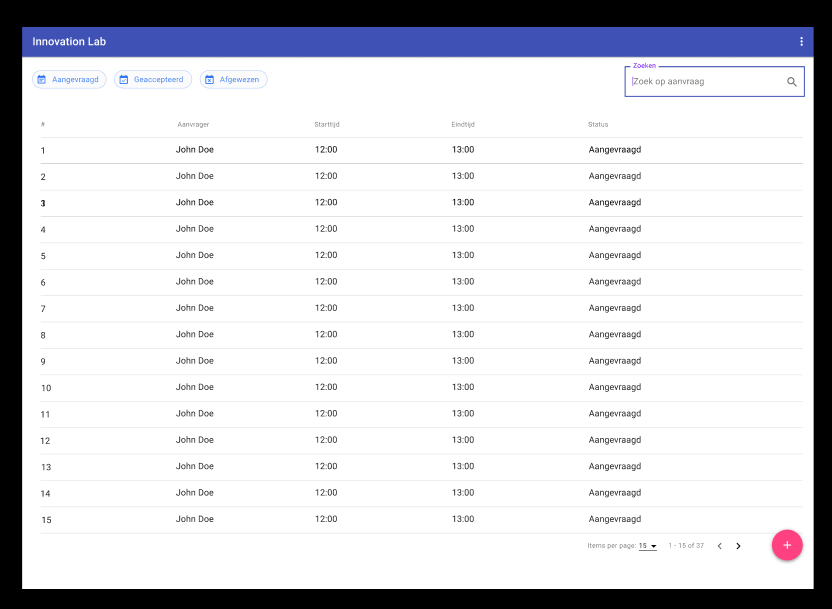 Innovation Lab
Aangevraagd Geaccepteerd Afgewezen
Zoeken
Zoek op aanvraag
# Aanvrager Starttijd Eindtijd Status
1 John Doe 12:00 13:00 Aangevraagd
2 John Doe 12:00 13:00 Aangevraagd
3 John Doe 12:00 13:00 Aangevraagd
4 John Doe 12:00 13:00 Aangevraagd
5 John Doe 12:00 13:00 Aangevraagd
6 John Doe 12:00 13:00 Aangevraagd
7 John Doe 12:00 13:00 Aangevraagd
8 John Doe 12:00 13:00 Aangevraagd
9 John Doe 12:00 13:00 Aangevraagd
10 John Doe 12:00 13:00 Aangevraagd
11 John Doe 12:00 13:00 Aangevraagd
12 John Doe 12:00 13:00 Aangevraagd
13 John Doe 12:00 13:00 Aangevraagd
14 John Doe 12:00 13:00 Aangevraagd
15 John Doe 12:00 13:00 Aangevraagd
Items per page: 15 1 - 15 of 37